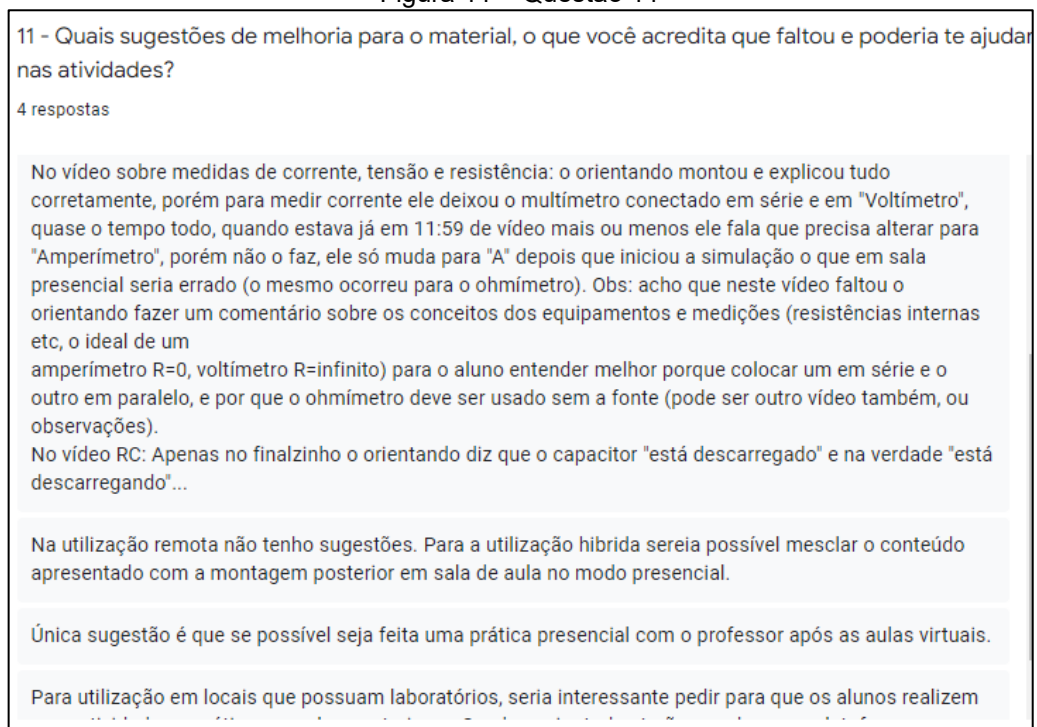 11 - Quais sugestões de melhoria para o material, o que você acredita que faltou e poderia te ajudar
nas atividades?
4 respostas
No vídeo sobre medidas de corrente, tensão e resistência: o orientando montou e explicou tudo
corretamente, porém para medir corrente ele deixou o multímetro conectado em série e em "Voltímetro",
quase o tempo todo, quando estava já em 11:59 de vídeo mais ou menos ele fala que precisa alterar para
"Amperímetro", porém não o faz, ele só muda para "A" depois que iniciou a simulação o que em sala
presencial seria errado (o mesmo ocorreu para o ohmímetro). Obs: acho que neste vídeo faltou o
orientando fazer um comentário sobre os conceitos dos equipamentos e medições (resistências internas
etc, o ideal de um
amperímetro R=0, voltímetro R=infinito) para o aluno entender melhor porque colocar um em série e o
outro em paralelo, e por que o ohmímetro deve ser usado sem a fonte (pode ser outro vídeo também, ou
observações).
No vídeo RC: Apenas no finalzinho o orientando diz que o capacitor "está descarregado" e na verdade "está
descarregando"...
Na utilização remota não tenho sugestões. Para a utilização hibrida sereia possível mesclar o conteúdo
apresentado com a montagem posterior em sala de aula no modo presencial.
Única sugestão é que se possível seja feita uma prática presencial com o professor após as aulas virtuais.
Para utilização em locais que possuam laboratórios, seria interessante pedir para que os alunos realizem